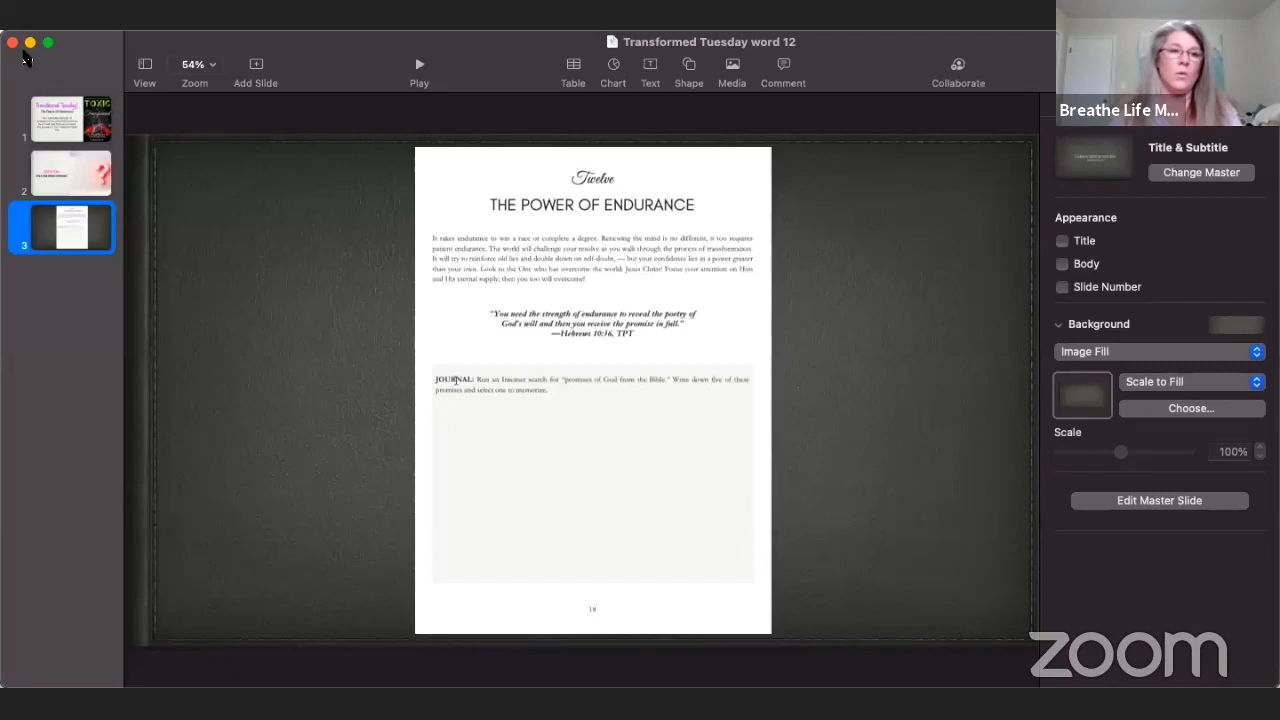 Transformed Tuesday word 12
View
54%
Zoom
Add Slide
Play
Table
Chart
Text
Shape
Media
Comment
Collaborate
Breathe Life M...
1
TOXIC
2
3
Twelve
THE POWER OF ENDURANCE
It takes endurance to win a race or complete a degree. Renewing the mind is no different; it too requires
patient endurance. The world will challenge your resolve as you walk through the process of transformation.
It will try to reinforce old lies and double down on self-doubt, — but your confidence lies in a power greater
than your own. Look to the One who has overcome the world: Jesus Christ! Focus your attention on Him
and His eternal supply; then you too will overcome!
"You need the strength of endurance to reveal the poetry of
God's will and then you receive the promise in full."
—Hebrews 10:36, TPT
JOURNAL: Run an Internet search for "promises of God from the Bible." Write down five of these
promises and select one to memorize.
Title & Subtitle
Change Master
Appearance
Title
Body
Slide Number
Background
Image Fill
Scale to Fill
Choose...
Scale
100%
Edit Master Slide
zoom